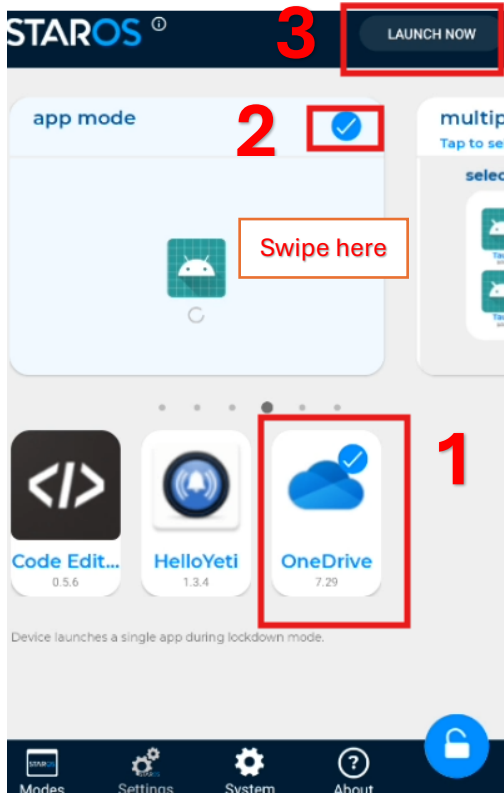 STAROS
3
LAUNCH NOW
app mode
2
multip
Tap to se
selec
Swipe here
1
</>
Code Edit...
0.5.6
HelloYeti
1.3.4
OneDrive
7.29
Device launches a single app during lockdown mode.
STAROS
Modes
Settings
System
?
About